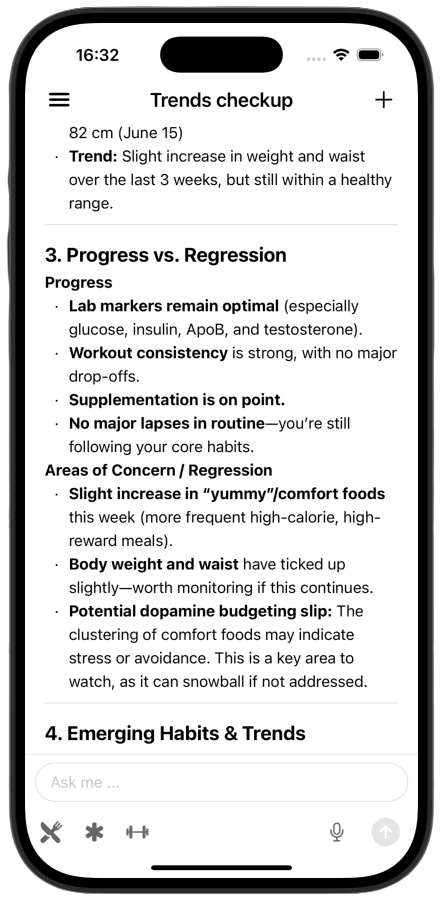 16:32
Trends checkup
82 cm (June 15)
· Trend: Slight increase in weight and waist
over the last 3 weeks, but still within a healthy
range.
3. Progress vs. Regression
Progress
· Lab markers remain optimal (especially
glucose, insulin, ApoB, and testosterone).
· Workout consistency is strong, with no major
drop-offs.
· Supplementation is on point.
· No major lapses in routine—you’re still
following your core habits.
Areas of Concern / Regression
· Slight increase in “yummy”/comfort foods
this week (more frequent high-calorie, high-
reward meals).
· Body weight and waist have ticked up
slightly—worth monitoring if this continues.
· Potential dopamine budgeting slip: The
clustering of comfort foods may indicate
stress or avoidance. This is a key area to
watch, as it can snowball if not addressed.
4. Emerging Habits & Trends
Ask me ...